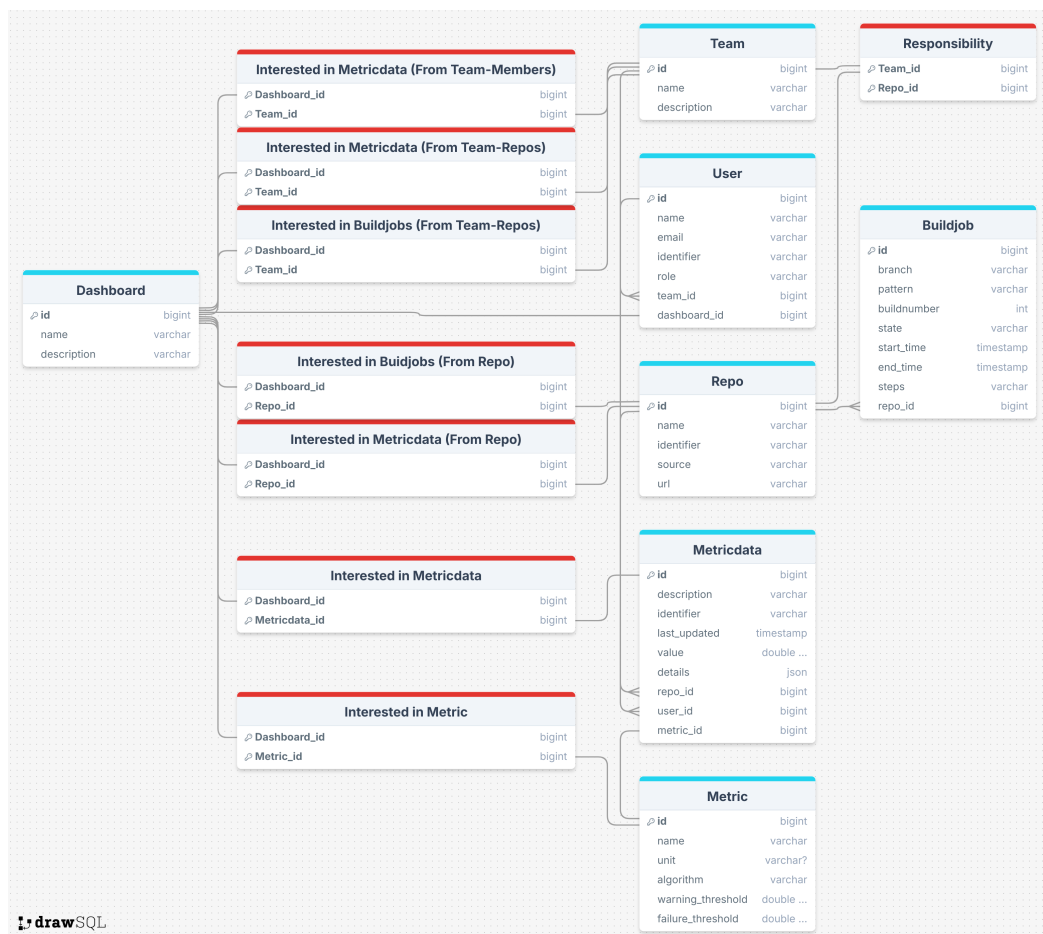 Dashboard
id bigint
name varchar
description varchar
Interested in Metricdata (From Team-Members)
Dashboard_id bigint
Team_id bigint
Interested in Metricdata (From Team-Repos)
Dashboard_id bigint
Team_id bigint
Interested in Buildjobs (From Team-Repos)
Dashboard_id bigint
Team_id bigint
Interested in Buidjobs (From Repo)
Dashboard_id bigint
Repo_id bigint
Interested in Metricdata (From Repo)
Dashboard_id bigint
Repo_id bigint
Interested in Metricdata
Dashboard_id bigint
Metricdata_id bigint
Interested in Metric
Dashboard_id bigint
Metric_id bigint
Team
id bigint
name varchar
description varchar
User
id bigint
name varchar
email varchar
identifier varchar
role varchar
team_id bigint
dashboard_id bigint
Repo
id bigint
name varchar
identifier varchar
source varchar
url varchar
Metricdata
id bigint
description varchar
identifier varchar
last_updated timestamp
value double ...
details json
repo_id bigint
user_id bigint
metric_id bigint
Metric
id bigint
name varchar
unit varchar?
algorithm varchar
warning_threshold double ...
failure_threshold double ...
Responsibility
Team_id bigint
Repo_id bigint
Buildjob
id bigint
branch varchar
pattern varchar
buildnumber int
state varchar
start_time timestamp
end_time timestamp
steps varchar
repo_id bigint
drawSQL